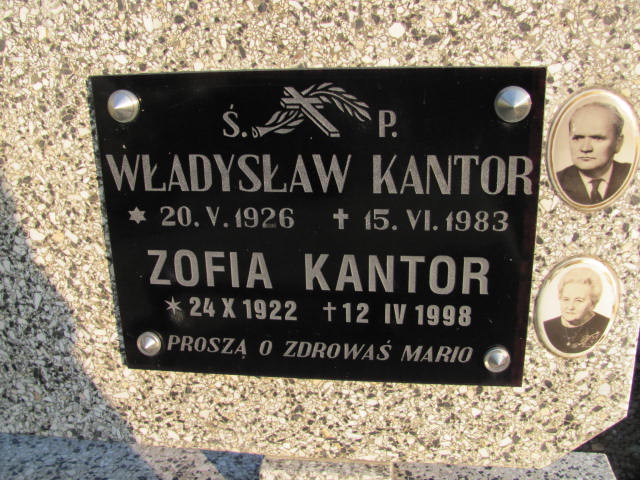 Ś. P.
WŁADYSŁAW KANTOR
* 20. V. 1926 † 15. VI. 1983
ZOFIA KANTOR
* 24 X 1922 † 12 IV 1998
PROSZĄ O ZDROWAŚ MARIO